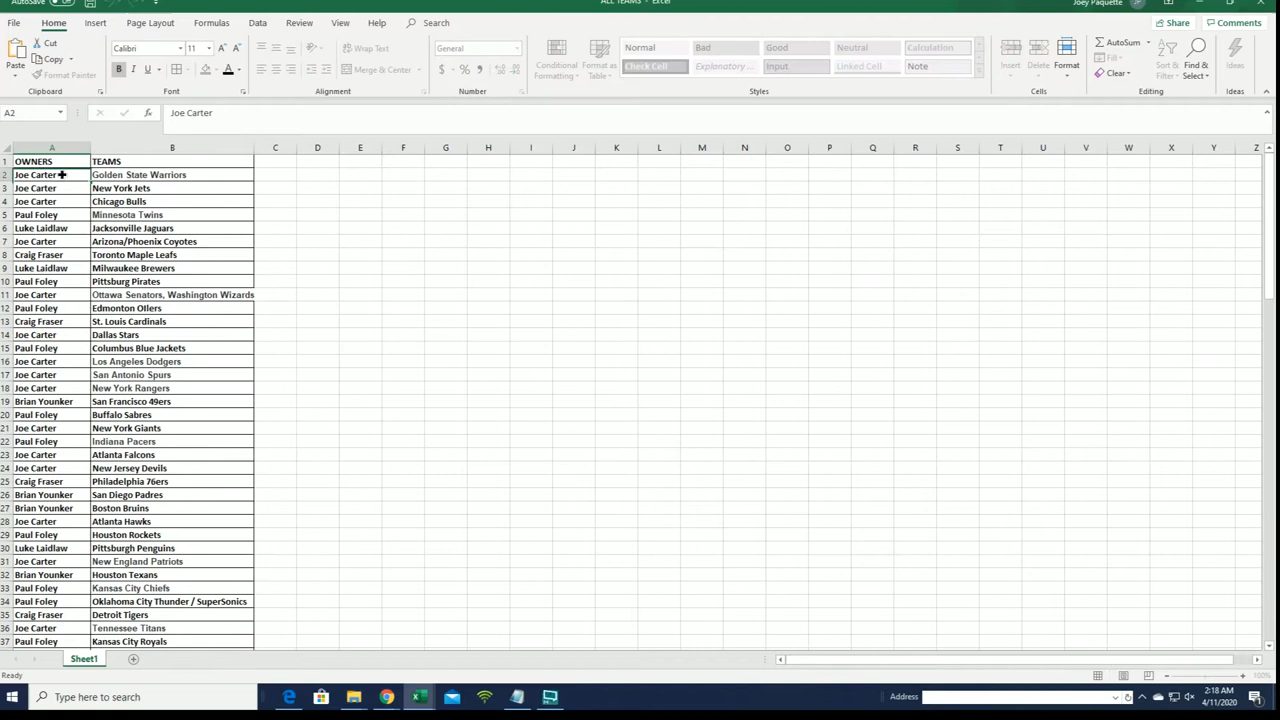 AutoSave Off ALL TEAMS - Excel Joey Paquette JP
File Home Insert Page Layout Formulas Data Review View Help Search Share Comments
Paste Cut Copy Format Painter Clipboard
Calibri 11 A A B I U A Font
Wrap Text Merge & Center Alignment
General $ % , Number
Conditional Formatting Format as Table Normal Bad Good Neutral Calculation
Check Cell Explanatory ... Input Linked Cell Note Styles
Insert Delete Format Cells
AutoSum Fill Clear Sort & Filter Find & Select Editing
Ideas Ideas
A2 fx Joe Carter
A B C D E F G H I J K L M N O P Q R S T U V W X Y Z
1 OWNERS TEAMS
2 Joe Carter Golden State Warriors
3 Joe Carter New York Jets
4 Joe Carter Chicago Bulls
5 Paul Foley Minnesota Twins
6 Luke Laidlaw Jacksonville Jaguars
7 Joe Carter Arizona/Phoenix Coyotes
8 Craig Fraser Toronto Maple Leafs
9 Luke Laidlaw Milwaukee Brewers
10 Paul Foley Pittsburg Pirates
11 Joe Carter Ottawa Senators, Washington Wizards
12 Paul Foley Edmonton OIlers
13 Craig Fraser St. Louis Cardinals
14 Joe Carter Dallas Stars
15 Paul Foley Columbus Blue Jackets
16 Joe Carter Los Angeles Dodgers
17 Joe Carter San Antonio Spurs
18 Joe Carter New York Rangers
19 Brian Younker San Francisco 49ers
20 Paul Foley Buffalo Sabres
21 Joe Carter New York Giants
22 Paul Foley Indiana Pacers
23 Joe Carter Atlanta Falcons
24 Joe Carter New Jersey Devils
25 Craig Fraser Philadelphia 76ers
26 Brian Younker San Diego Padres
27 Brian Younker Boston Bruins
28 Joe Carter Atlanta Hawks
29 Paul Foley Houston Rockets
30 Luke Laidlaw Pittsburgh Penguins
31 Joe Carter New England Patriots
32 Brian Younker Houston Texans
33 Paul Foley Kansas City Chiefs
34 Paul Foley Oklahoma City Thunder / SuperSonics
35 Craig Fraser Detroit Tigers
36 Joe Carter Tennessee Titans
37 Paul Foley Kansas City Royals
Sheet1
Ready 100%
Type here to search Address 2:18 AM
4/11/2020 1